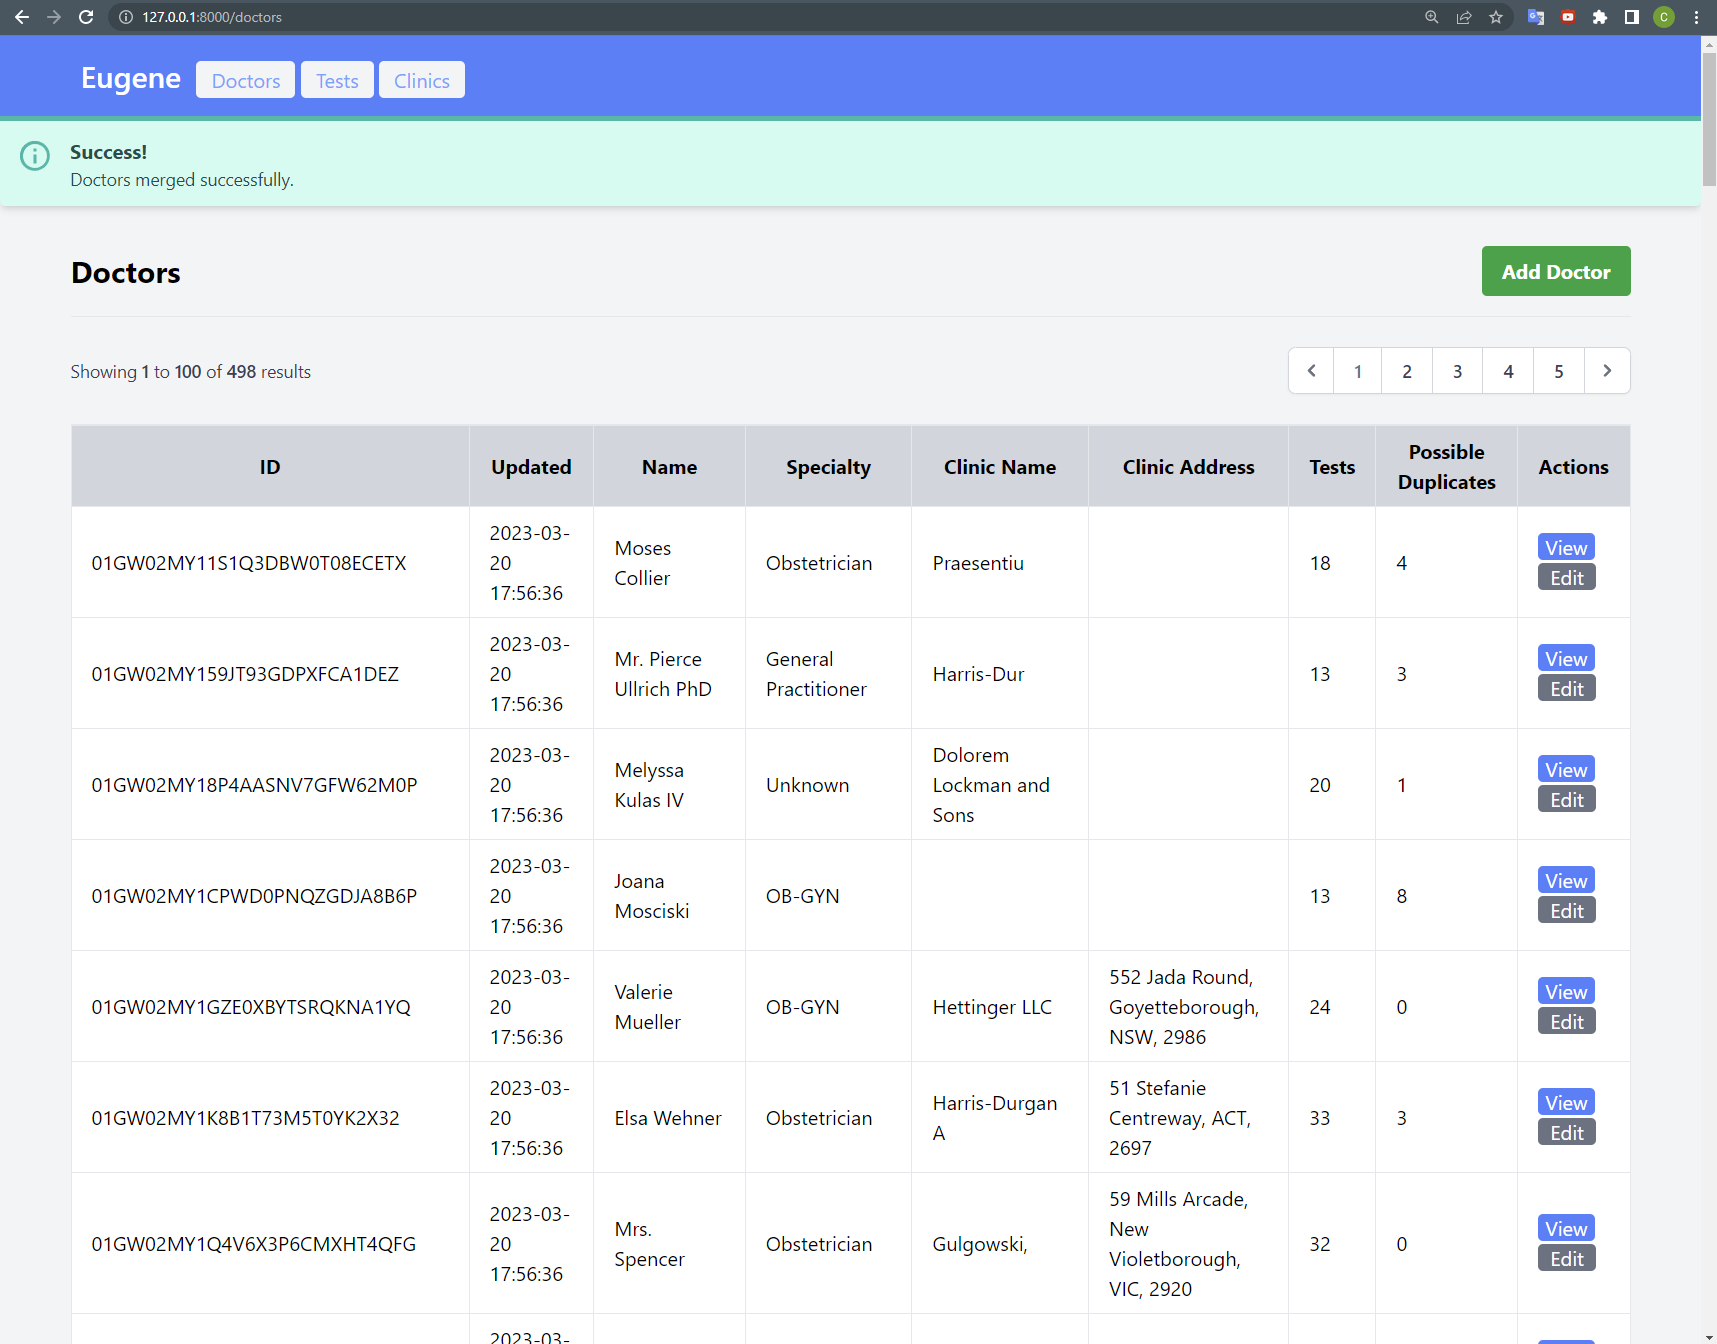 127.0.0.1:8000/doctors
C
Eugene Doctors Tests Clinics
Success!
Doctors merged successfully.
Doctors
Add Doctor
Showing 1 to 100 of 498 results
1 2 3 4 5
ID Updated Name Specialty Clinic Name Clinic Address Tests Possible Duplicates Actions
01GW02MY11S1Q3DBW0T08ECETX 2023-03-20 17:56:36 Moses Collier Obstetrician Praesentiu 18 4 View Edit
01GW02MY159JT93GDPXFCA1DEZ 2023-03-20 17:56:36 Mr. Pierce Ullrich PhD General Practitioner Harris-Dur 13 3 View Edit
01GW02MY18P4AASNV7GFW62M0P 2023-03-20 17:56:36 Melyssa Kulas IV Unknown Dolorem Lockman and Sons 20 1 View Edit
01GW02MY1CPWD0PNQZGDJA8B6P 2023-03-20 17:56:36 Joana Mosciski OB-GYN 13 8 View Edit
01GW02MY1GZE0XBYTSRQKNA1YQ 2023-03-20 17:56:36 Valerie Mueller OB-GYN Hettinger LLC 552 Jada Round, Goyetteborough, NSW, 2986 24 0 View Edit
01GW02MY1K8B1T73M5T0YK2X32 2023-03-20 17:56:36 Elsa Wehner Obstetrician Harris-Durgan A 51 Stefanie Centreway, ACT, 2697 33 3 View Edit
01GW02MY1Q4V6X3P6CMXHT4QFG 2023-03-20 17:56:36 Mrs. Spencer Obstetrician Gulgowski, 59 Mills Arcade, New Violetborough, VIC, 2920 32 0 View Edit
2023-03-